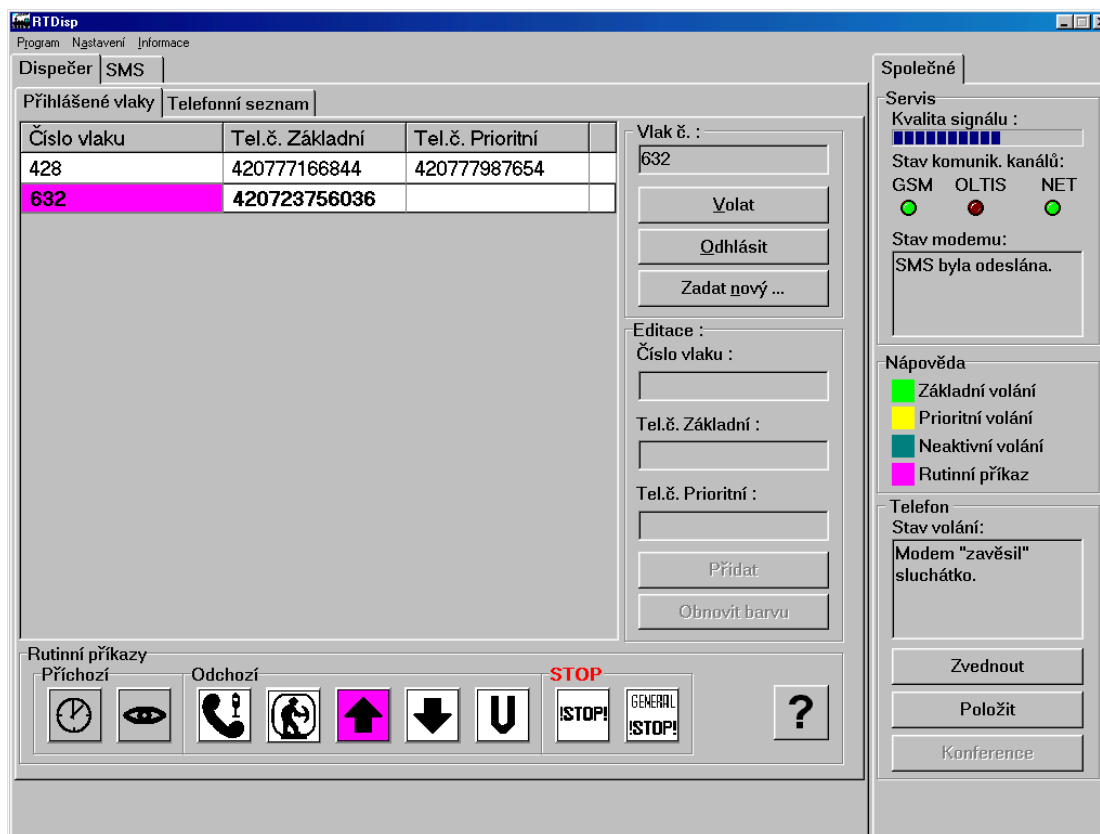 RTDisp
Program Nastavení Informace
Dispečer SMS
Přihlášené vlaky Telefonní seznam
Číslo vlaku Tel.č. Základní Tel.č. Prioritní
428 420777166844 420777987654
632 420723756036
Vlak č. :
632
Volat
Odhlásit
Zadat nový ...
Editace :
Číslo vlaku :
Tel.č. Základní :
Tel.č. Prioritní :
Přidat
Obnovit barvu
Rutinní příkazy
Příchozí
Odchozí
U
STOP
!STOP!
GENERAL
!STOP!
?
Společné
Servis
Kvalita signálu :
Stav komunik. kanálů:
GSM OLTIS NET
Stav modemu:
SMS byla odeslána.
Nápověda
Základní volání
Prioritní volání
Neaktivní volání
Rutinní příkaz
Telefon
Stav volání:
Modem "zavěsil"
sluchátko.
Zvednout
Položit
Konference